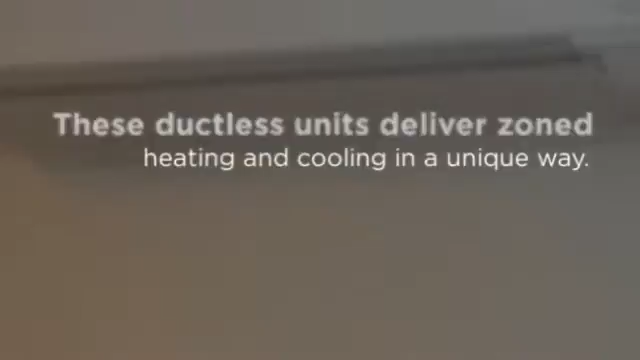 These ductless units deliver zoned
heating and cooling in a unique way.